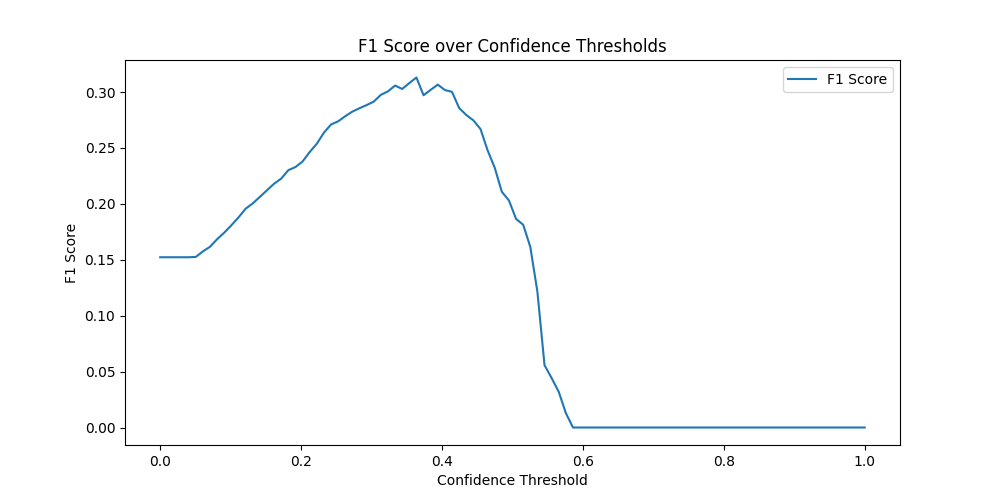 F1 Score over Confidence Thresholds
F1 Score
0.30
0.25
0.20
0.15
0.10
0.05
0.00
F1 Score
0.0 0.2 0.4 0.6 0.8 1.0
Confidence Threshold